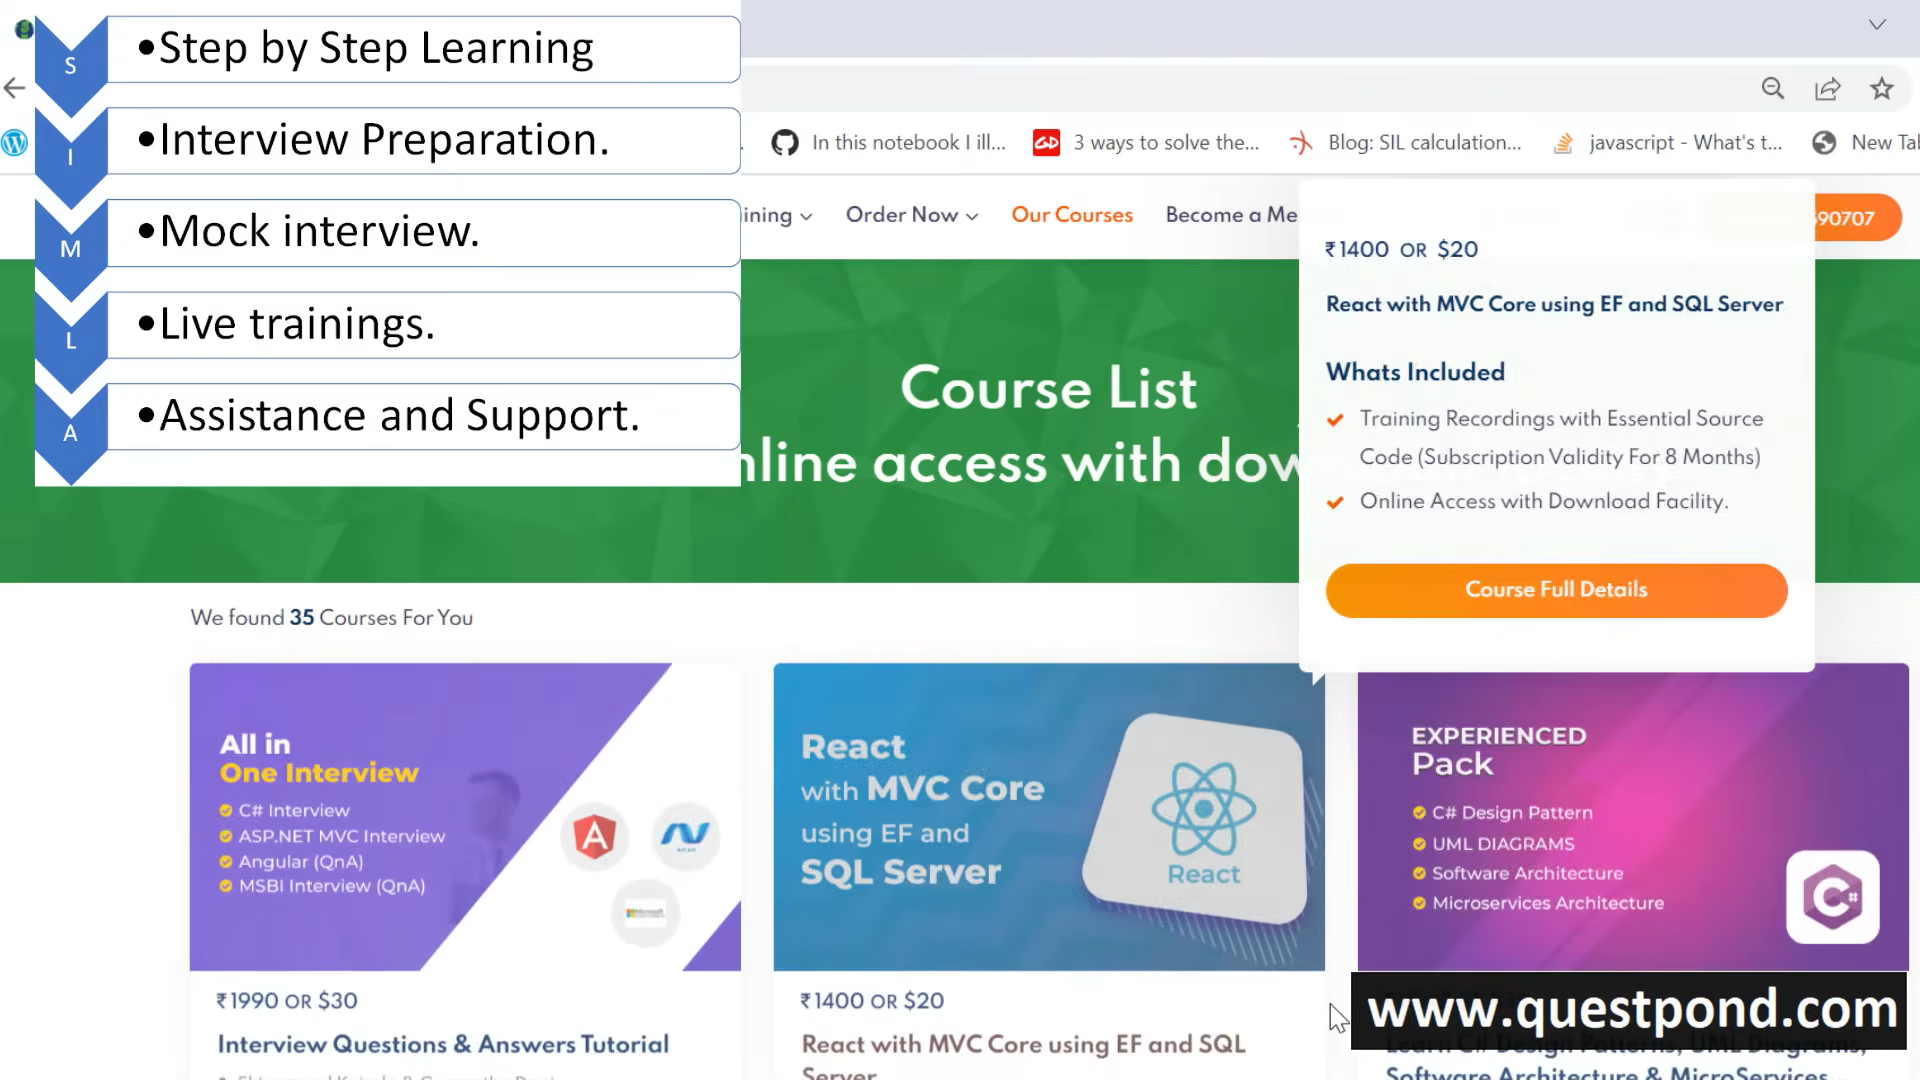 S
•Step by Step Learning
I
•Interview Preparation.
M
•Mock interview.
L
•Live trainings.
A
•Assistance and Support.
In this notebook I ill...
3 ways to solve the...
Blog: SIL calculation...
javascript - What's t...
New Tab
ining
Order Now
Our Courses
Become a Me
590707
₹1400 OR $20
React with MVC Core using EF and SQL Server
Whats Included
Training Recordings with Essential Source
Code (Subscription Validity For 8 Months)
Online Access with Download Facility.
Course Full Details
Course List
nline access with dow
We found 35 Courses For You
All in
One Interview
C# Interview
ASP.NET MVC Interview
Angular (QnA)
MSBI Interview (QnA)
React
with MVC Core
using EF and
SQL Server
React
EXPERIENCED
Pack
C# Design Pattern
UML DIAGRAMS
Software Architecture
Microservices Architecture
₹1990 OR $30
Interview Questions & Answers Tutorial
₹1400 OR $20
React with MVC Core using EF and SQL
Server
www.questpond.com
Learn C# Design Patterns, UML Diagrams,
Software Architecture & MicroServices